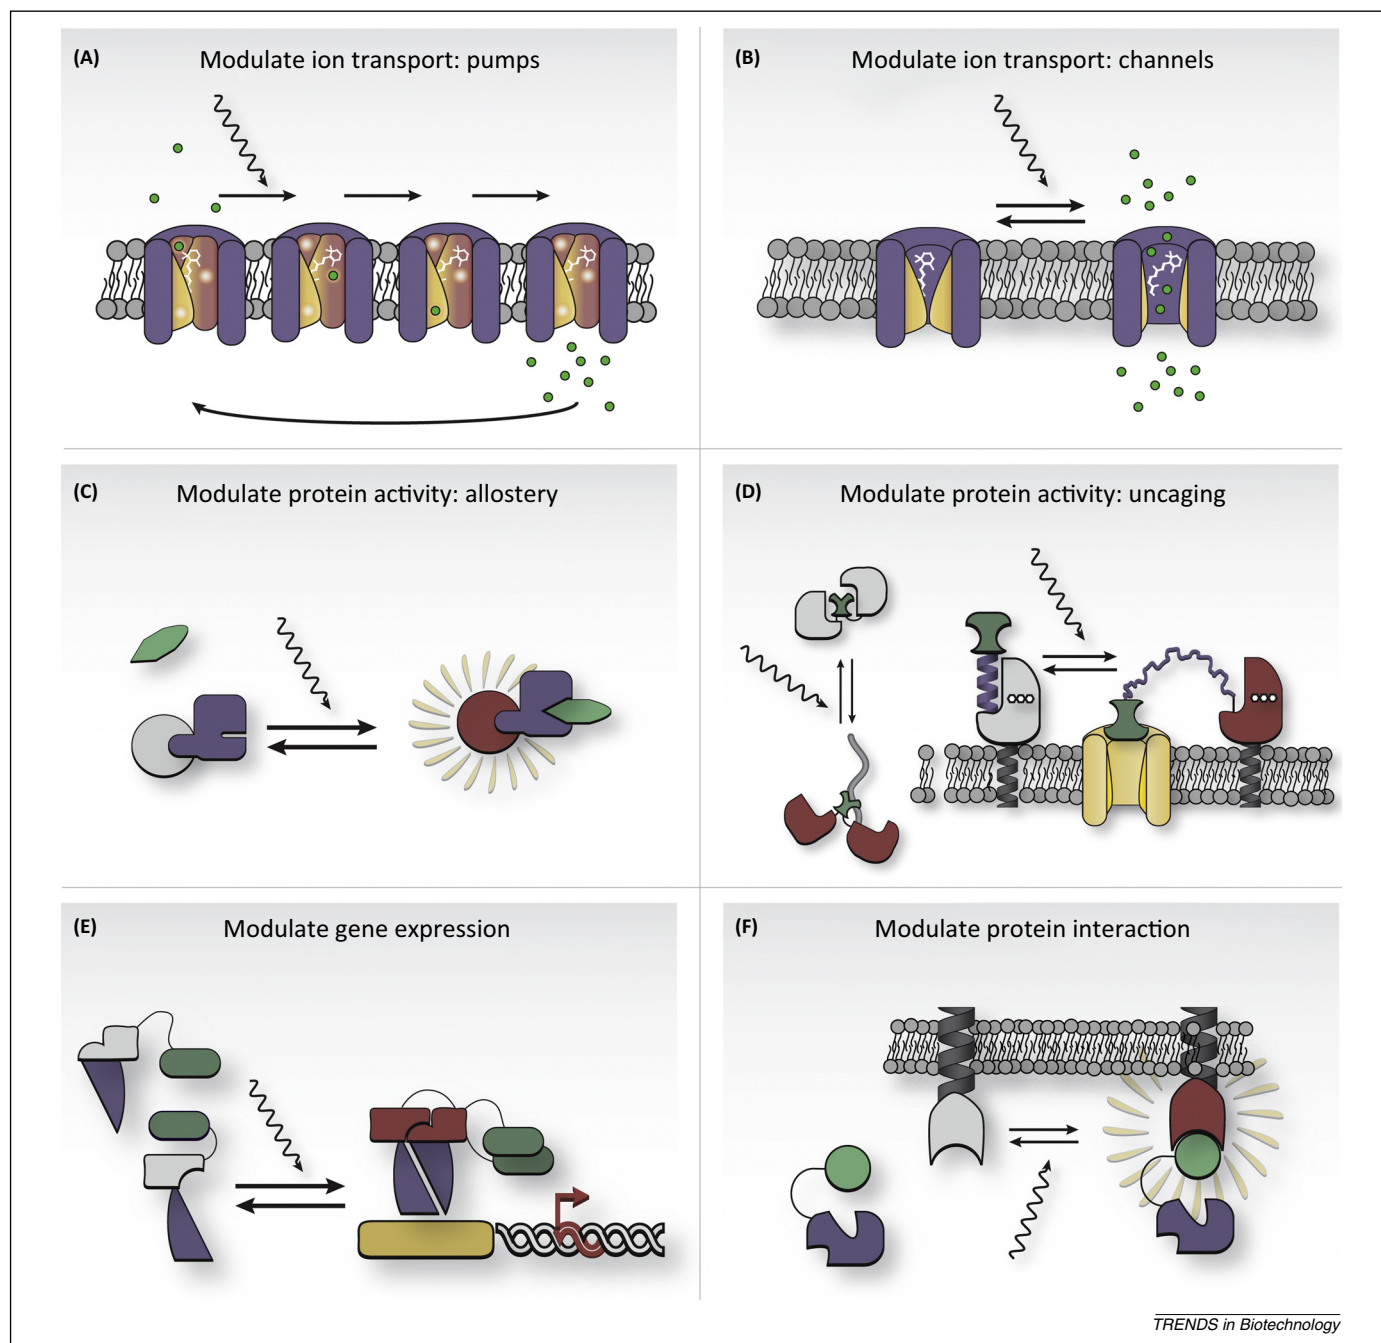 (A) Modulate ion transport: pumps
(B) Modulate ion transport: channels
(C) Modulate protein activity: allostery
(D) Modulate protein activity: uncaging
(E) Modulate gene expression
(F) Modulate protein interaction
TRENDS in Biotechnology